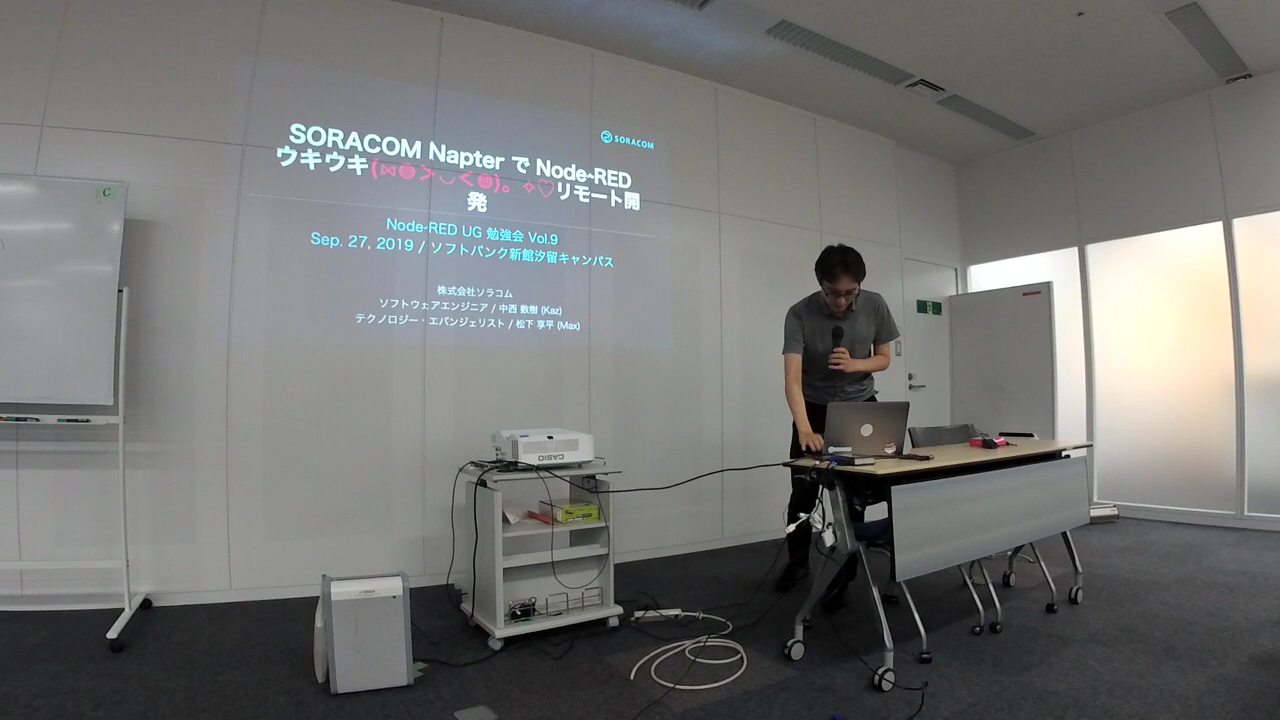 SORACOM
SORACOM Napter で Node-RED
ウキウキ(⋈◍＞◡＜◍)。✧♡リモート開
発
Node-RED UG 勉強会 Vol.9
Sep. 27, 2019 / ソフトバンク新館汐留キャンパス
株式会社ソラコム
ソフトウェアエンジニア / 中西 数樹 (Kaz)
テクノロジー・エバンジェリスト / 松下 享平 (Max)
C
CASIO